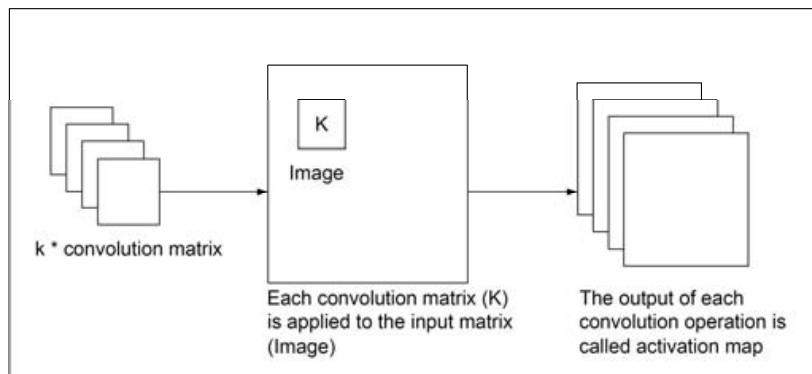 K
Image
k * convolution matrix
Each convolution matrix (K)
is applied to the input matrix
(Image)
The output of each
convolution operation is
called activation map